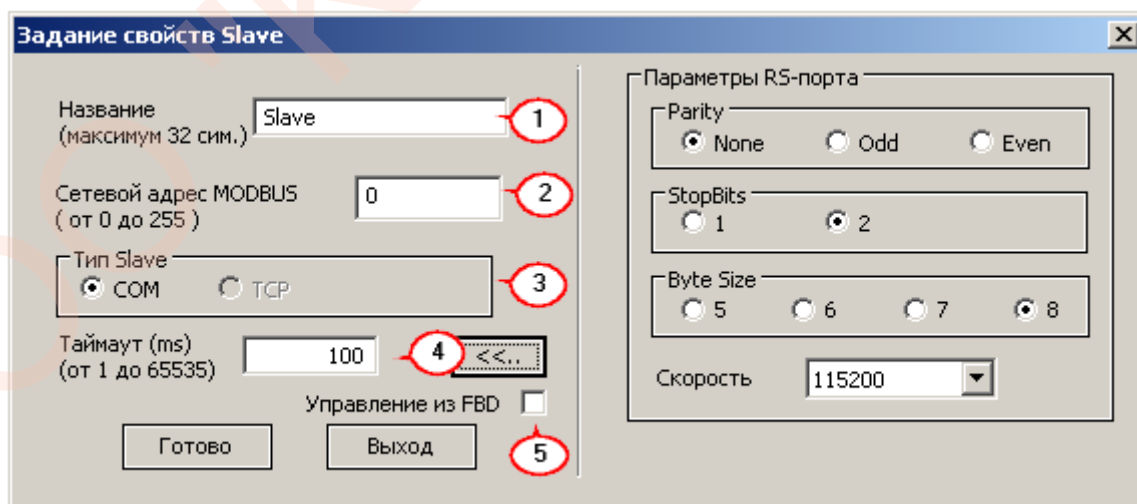 Задание свойств Slave
Название
(максимум 32 сим.)
Slave
1
Сетевой адрес MODBUS
( от 0 до 255 )
0
2
Тип Slave
COM
TCP
3
Таймаут (ms)
(от 1 до 65535)
100
4
<<..
Управление из FBD
5
Готово
Выход
Параметры RS-порта
Parity
None
Odd
Even
StopBits
1
2
Byte Size
5
6
7
8
Скорость
115200